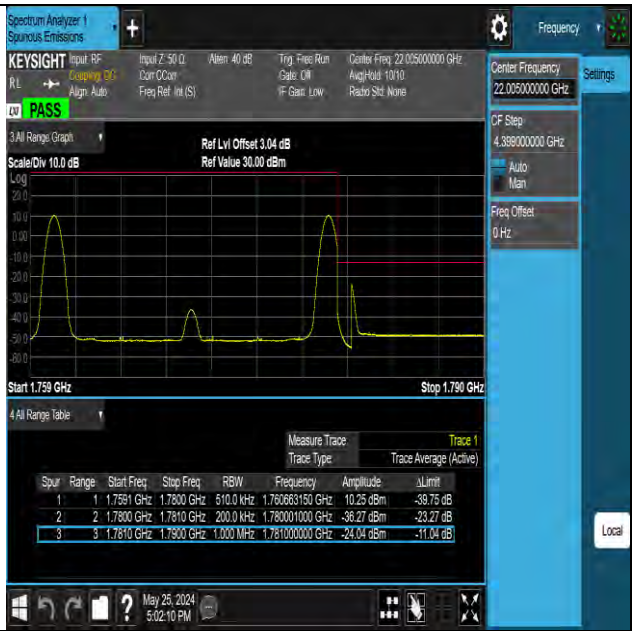 Spectrum Analyzer 1
Spurious Emissions
+
Frequency
KEYSIGHT
Input: RF
Input Z: 50 Ω
Atten: 40 dB
Trig: Free Run
Center Freq: 22.005000000 GHz
RL
Coupling: DC
Corr CCorr
Gate: Off
Avg|Hold: 10/10
Align: Auto
Freq Ref: Int (S)
IF Gain: Low
Radio Std: None
LXI
PASS
Center Frequency
22.005000000 GHz
Settings
CF Step
4.399000000 GHz
Auto
Man
Freq Offset
0 Hz
3 All Range Graph
Ref Lvl Offset 3.04 dB
Scale/Div 10.0 dB
Ref Value 30.00 dBm
Log
20.0
10.0
0.00
-10.0
-20.0
-30.0
-40.0
-50.0
-60.0
Start 1.759 GHz
Stop 1.790 GHz
4 All Range Table
Measure Trace
Trace 1
Trace Type
Trace Average (Active)
Spur Range Start Freq Stop Freq RBW Frequency Amplitude ΔLimit
1 1 1.7591 GHz 1.7800 GHz 510.0 kHz 1.760663150 GHz 10.25 dBm -39.75 dB
2 2 1.7800 GHz 1.7810 GHz 200.0 kHz 1.780001000 GHz -36.27 dBm -23.27 dB
3 3 1.7810 GHz 1.7900 GHz 1.000 MHz 1.781000000 GHz -24.04 dBm -11.04 dB
Local
?
May 25, 2024
5:02:10 PM